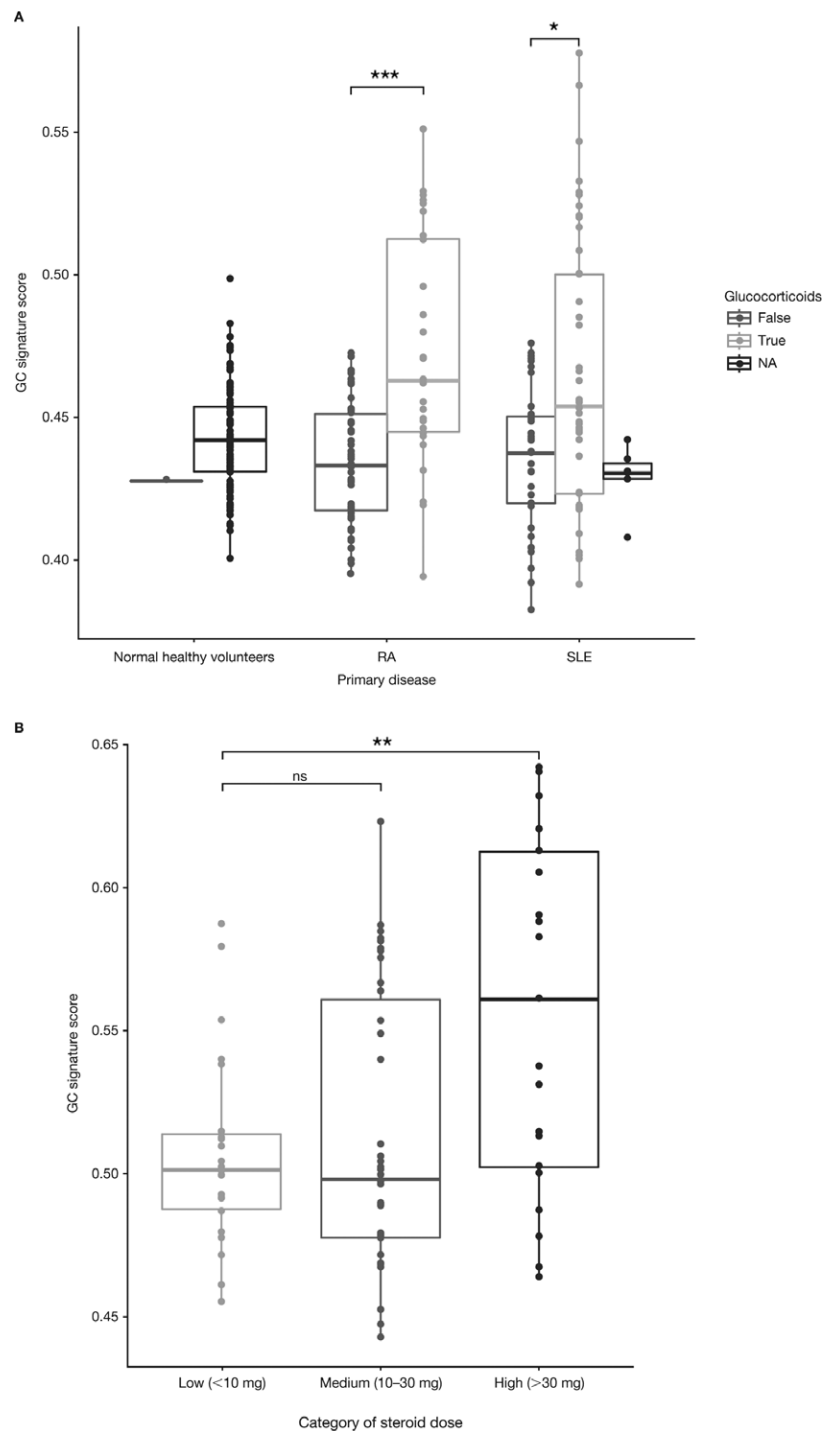 A
***
*
0.55
0.50
0.45
0.40
GC signature score
Glucocorticoids
False
True
NA
Normal healthy volunteers
RA
SLE
Primary disease
B
0.65
**
ns
0.60
0.55
0.50
0.45
GC signature score
Low (<10 mg)
Medium (10–30 mg)
High (>30 mg)
Category of steroid dose